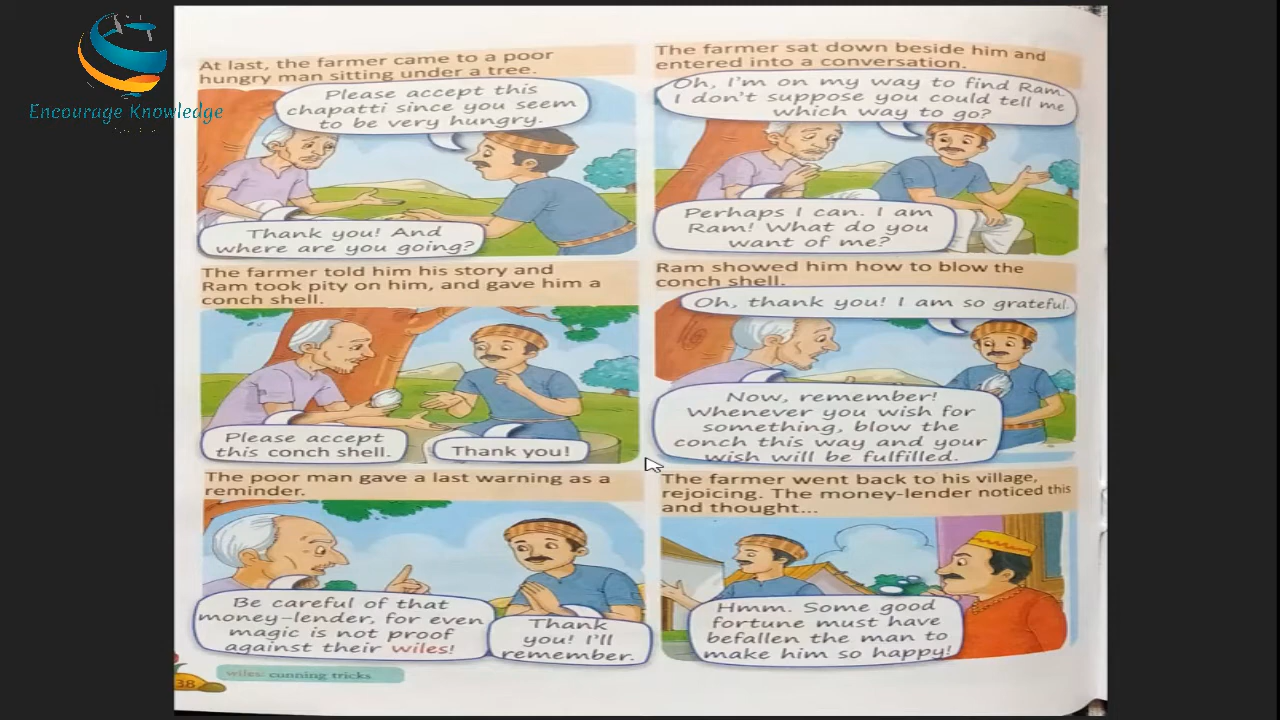 Encourage Knowledge
At last, the farmer came to a poor
hungry man sitting under a tree.
Please accept this
chapatti since you seem
to be very hungry.
Thank you! And
where are you going?
The farmer sat down beside him and
entered into a conversation.
Oh, I'm on my way to find Ram.
I don't suppose you could tell me
which way to go?
Perhaps I can. I am
Ram! What do you
want of me?
The farmer told him his story and
Ram took pity on him, and gave him a
conch shell.
Please accept
this conch shell.
Thank you!
Ram showed him how to blow the
conch shell.
Oh, thank you! I am so grateful.
Now, remember!
Whenever you wish for
something, blow the
conch this way and your
wish will be fulfilled.
The poor man gave a last warning as a
reminder.
Be careful of that
money-lender, for even
magic is not proof
against their wiles!
Thank
you! I'll
remember.
The farmer went back to his village,
rejoicing. The money-lender noticed this
and thought...
Hmm. Some good
fortune must have
befallen the man to
make him so happy!
wiles: cunning tricks
38